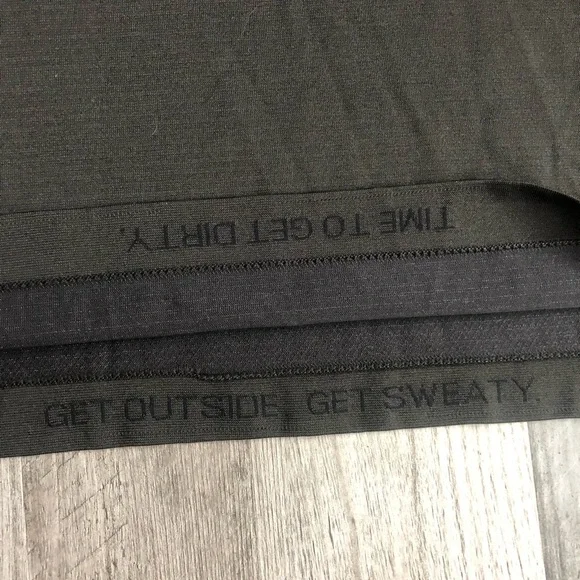 TIME TO GET DIRTY.
GET OUTSIDE. GET SWEATY.